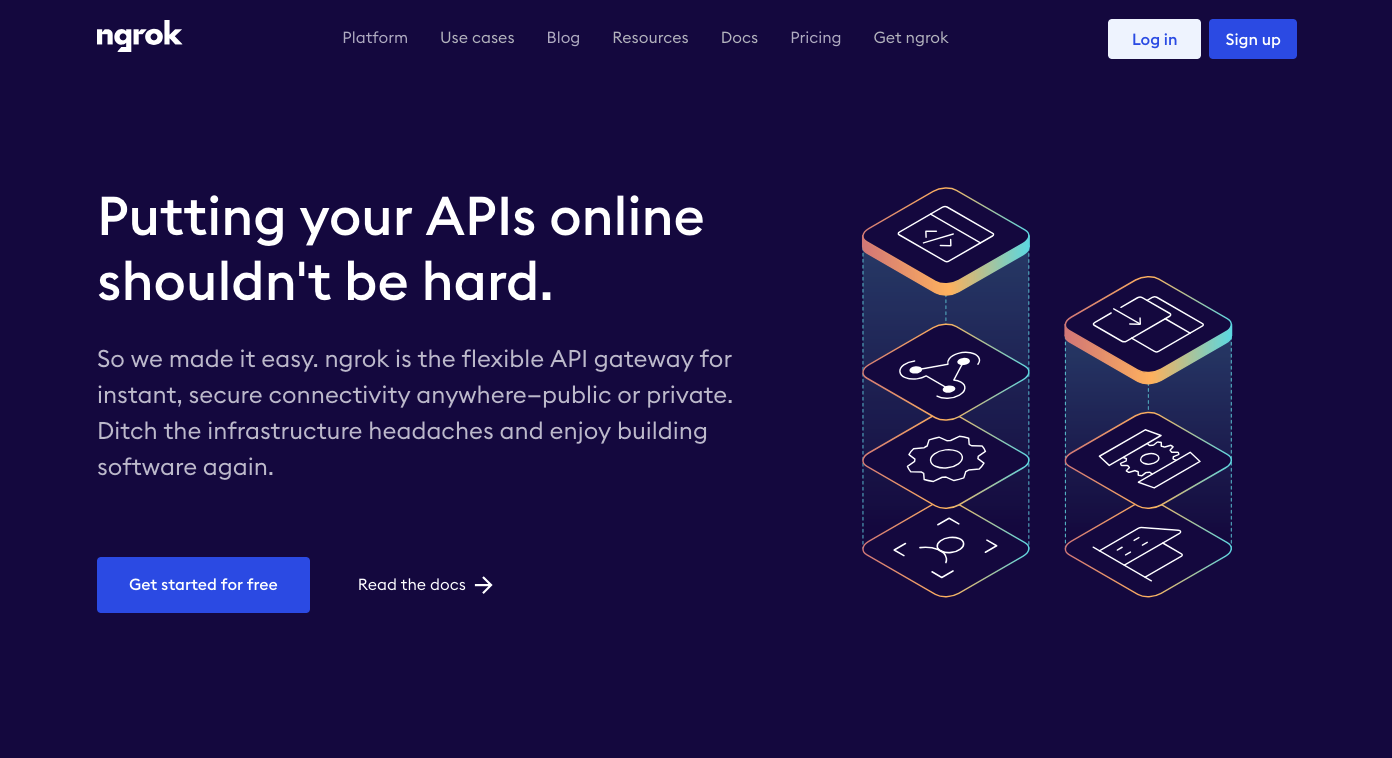 ngrok
Platform
Use cases
Blog
Resources
Docs
Pricing
Get ngrok
Log in
Sign up
Putting your APIs online
shouldn't be hard.
So we made it easy. ngrok is the flexible API gateway for
instant, secure connectivity anywhere—public or private.
Ditch the infrastructure headaches and enjoy building
software again.
Get started for free
Read the docs